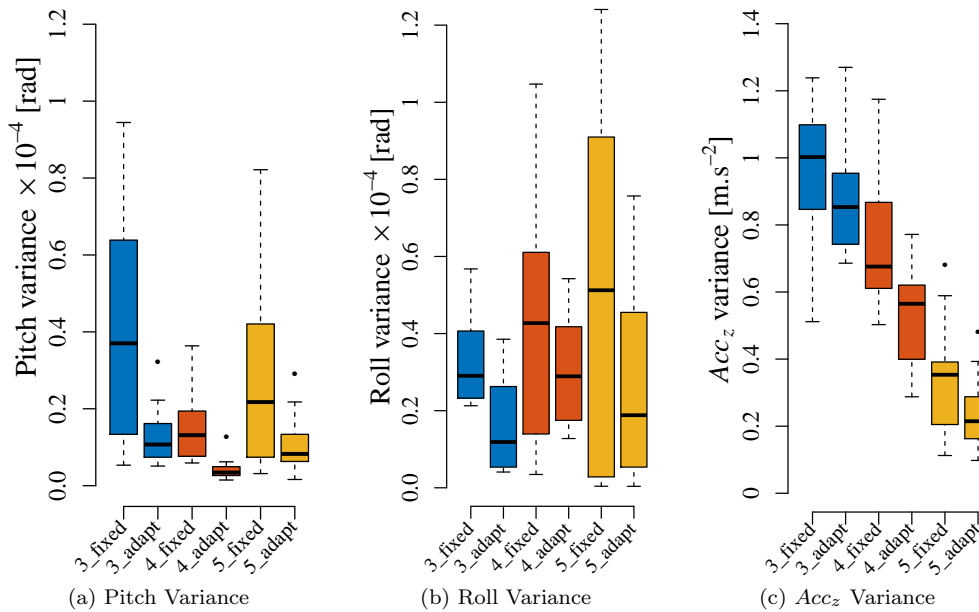 Pitch variance ×10⁻⁴ [rad]
0.0
0.2
0.4
0.6
0.8
1
1.2
3_fixed
3_adapt
4_fixed
4_adapt
5_fixed
5_adapt
(a) Pitch Variance
Roll variance ×10⁻⁴ [rad]
0.0
0.2
0.4
0.6
0.8
1
1.2
3_fixed
3_adapt
4_fixed
4_adapt
5_fixed
5_adapt
(b) Roll Variance
Acc_z variance [m.s⁻²]
0
0.2
0.4
0.6
0.8
1
1.2
1.4
3_fixed
3_adapt
4_fixed
4_adapt
5_fixed
5_adapt
(c) Acc_z Variance